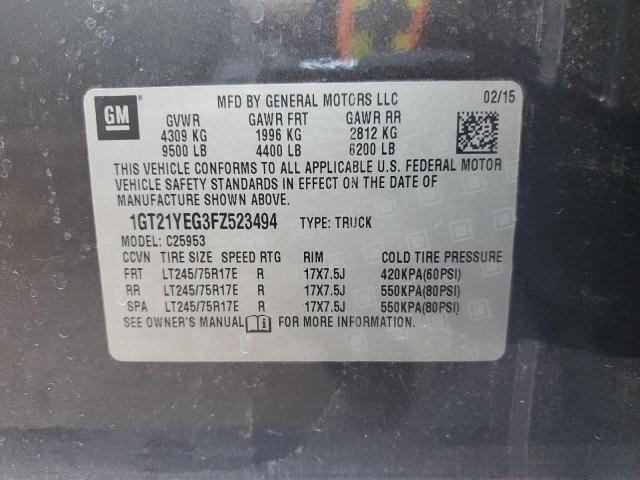 GM
MFD BY GENERAL MOTORS LLC 02/15
GVWR GAWR FRT GAWR RR
4309 KG 1996 KG 2812 KG
9500 LB 4400 LB 6200 LB
THIS VEHICLE CONFORMS TO ALL APPLICABLE U.S. FEDERAL MOTOR
VEHICLE SAFETY STANDARDS IN EFFECT ON THE DATE OF
MANUFACTURE SHOWN ABOVE.
1GT21YEG3FZ523494 TYPE: TRUCK
MODEL: C25953
CCVN TIRE SIZE SPEED RTG RIM COLD TIRE PRESSURE
FRT LT245/75R17E R 17X7.5J 420KPA(60PSI)
RR LT245/75R17E R 17X7.5J 550KPA(80PSI)
SPA LT245/75R17E R 17X7.5J 550KPA(80PSI)
SEE OWNER'S MANUAL FOR MORE INFORMATION.